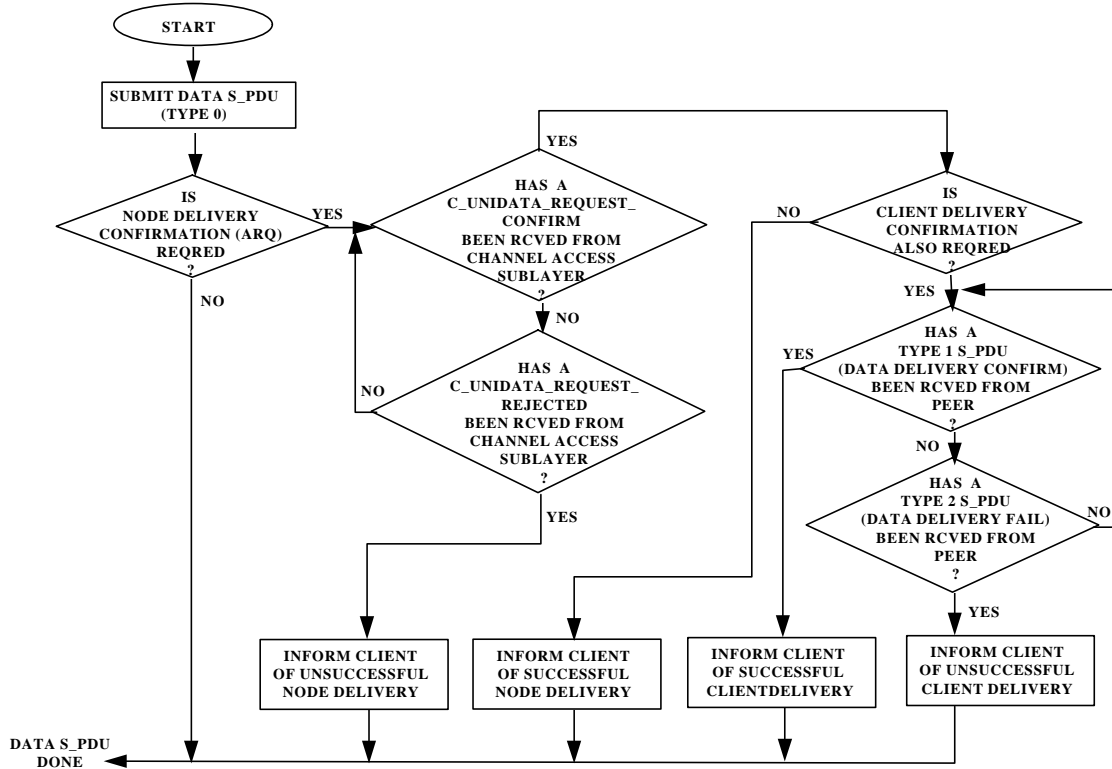 START
SUBMIT DATA S_PDU
(TYPE 0)
IS
NODE DELIVERY
CONFIRMATION (ARQ)
REQRED
?
YES
NO
YES
HAS A
C_UNIDATA_REQUEST_
CONFIRM
BEEN RCVED FROM
CHANNEL ACCESS
SUBLAYER
?
NO
HAS A
C_UNIDATA_REQUEST_
REJECTED
BEEN RCVED FROM
CHANNEL ACCESS
SUBLAYER
?
NO
YES
IS
CLIENT DELIVERY
CONFIRMATION
ALSO REQRED
?
NO
YES
HAS A
TYPE 1 S_PDU
(DATA DELIVERY CONFIRM)
BEEN RCVED FROM
PEER
?
YES
NO
HAS A
TYPE 2 S_PDU
(DATA DELIVERY FAIL)
BEEN RCVED FROM
PEER
?
NO
YES
INFORM CLIENT
OF UNSUCCESSFUL
NODE DELIVERY
INFORM CLIENT
OF SUCCESSFUL
NODE DELIVERY
INFORM CLIENT
OF SUCCESSFUL
CLIENTDELIVERY
INFORM CLIENT
OF UNSUCCESSFUL
CLIENT DELIVERY
DATA S_PDU
DONE